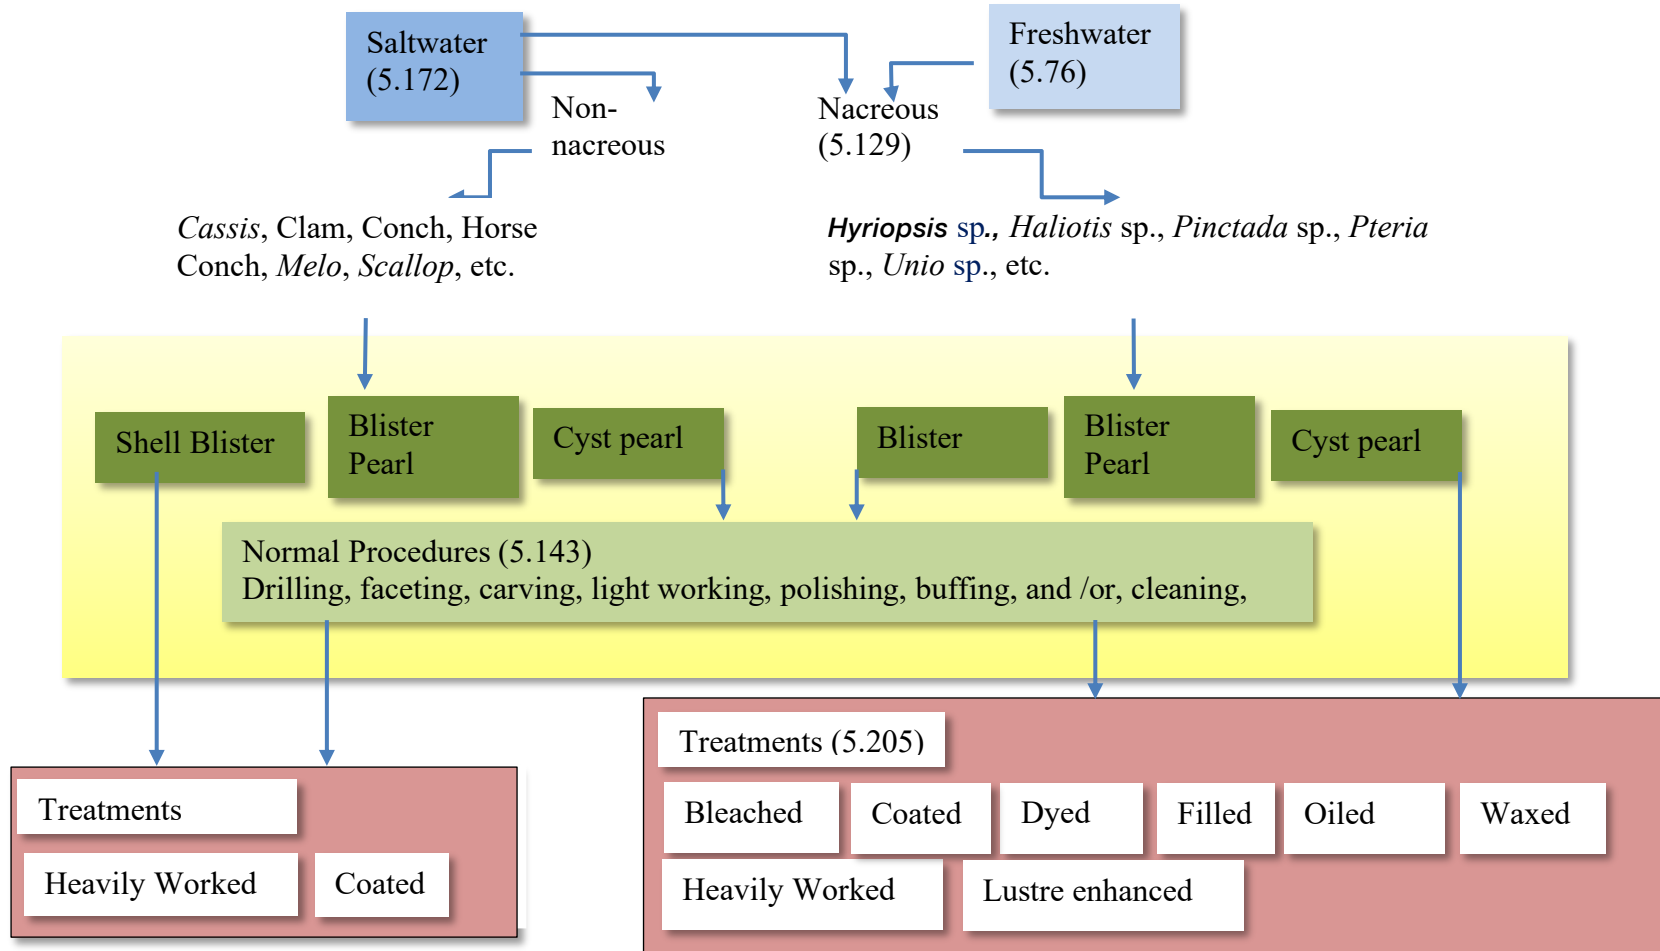 Saltwater
(5.172)
Freshwater
(5.76)
Non-
nacreous
Nacreous
(5.129)
Cassis, Clam, Conch, Horse
Conch, Melo, Scallop, etc.
Hyriopsis sp., Haliotis sp., Pinctada sp., Pteria
sp., Unio sp., etc.
Shell Blister
Blister
Pearl
Cyst pearl
Blister
Blister
Pearl
Cyst pearl
Normal Procedures (5.143)
Drilling, faceting, carving, light working, polishing, buffing, and /or, cleaning,
Treatments
Heavily Worked
Coated
Treatments (5.205)
Bleached
Coated
Dyed
Filled
Oiled
Waxed
Heavily Worked
Lustre enhanced